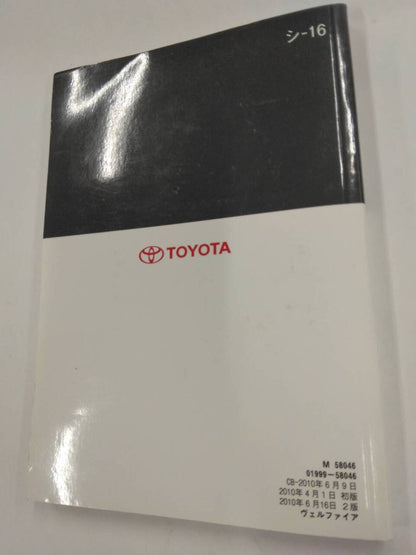 シ-16
TOYOTA
M 58046
01999-58046
CB-2010年6月9日
2010年4月1日 初版
2010年6月16日 2版
ヴェルファイア